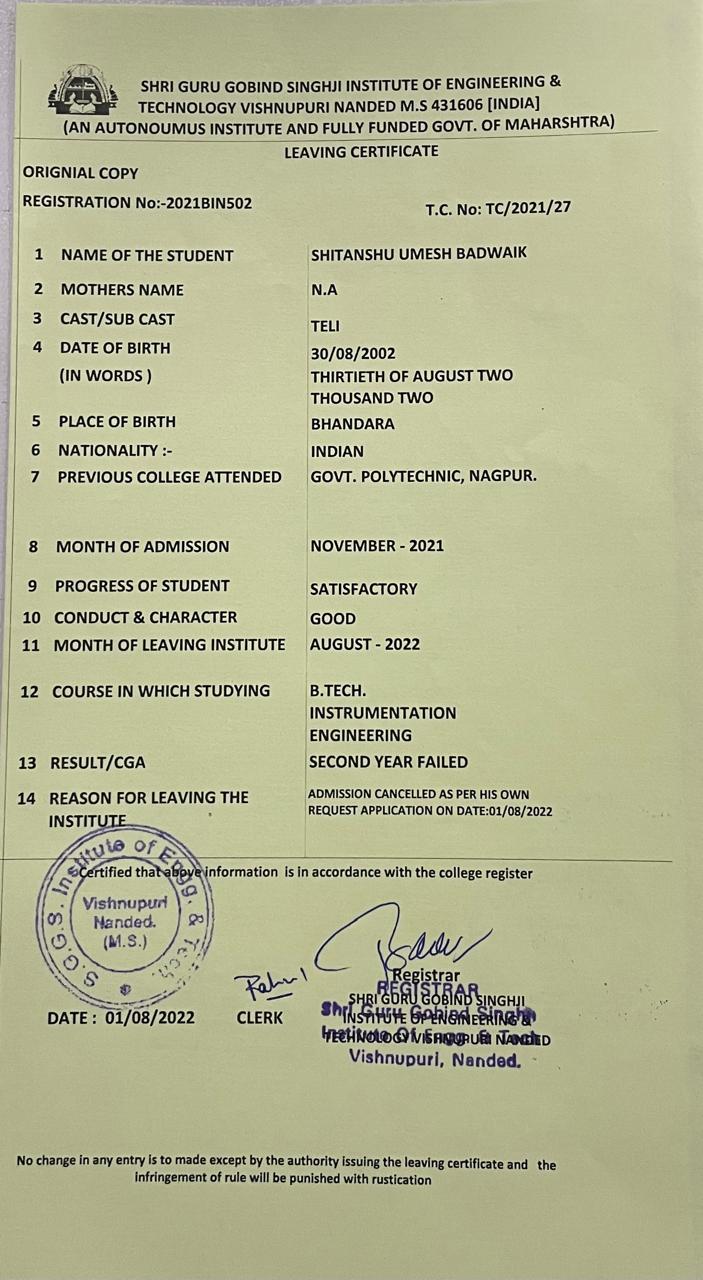 SHRI GURU GOBIND SINGHJI INSTITUTE OF ENGINEERING &
TECHNOLOGY VISHNUPURI NANDED M.S 431606 [INDIA]
(AN AUTONOUMUS INSTITUTE AND FULLY FUNDED GOVT. OF MAHARSHTRA)
LEAVING CERTIFICATE
ORIGNIAL COPY
REGISTRATION No:-2021BIN502 T.C. No: TC/2021/27
1 NAME OF THE STUDENT SHITANSHU UMESH BADWAIK
2 MOTHERS NAME N.A
3 CAST/SUB CAST TELI
4 DATE OF BIRTH 30/08/2002
(IN WORDS ) THIRTIETH OF AUGUST TWO
THOUSAND TWO
5 PLACE OF BIRTH BHANDARA
6 NATIONALITY :- INDIAN
7 PREVIOUS COLLEGE ATTENDED GOVT. POLYTECHNIC, NAGPUR.
8 MONTH OF ADMISSION NOVEMBER - 2021
9 PROGRESS OF STUDENT SATISFACTORY
10 CONDUCT & CHARACTER GOOD
11 MONTH OF LEAVING INSTITUTE AUGUST - 2022
12 COURSE IN WHICH STUDYING B.TECH.
INSTRUMENTATION
ENGINEERING
13 RESULT/CGA SECOND YEAR FAILED
14 REASON FOR LEAVING THE ADMISSION CANCELLED AS PER HIS OWN
INSTITUTE REQUEST APPLICATION ON DATE:01/08/2022
Certified that above information is in accordance with the college register
S.G.G.S. Institute of Engg. & Tech.
Vishnupuri
Nanded.
(M.S.)
Registrar
REGISTRAR
SHRI GURU GOBIND SINGHJI
Shri Guru Gobind Singhji
INSTITUTE OF ENGINEERING &
Institute Of Engg. & Tech
TECHNOLOGY VISHNUPURI NANDED
Vishnupuri, Nanded.
DATE : 01/08/2022 CLERK
No change in any entry is to made except by the authority issuing the leaving certificate and the
infringement of rule will be punished with rustication